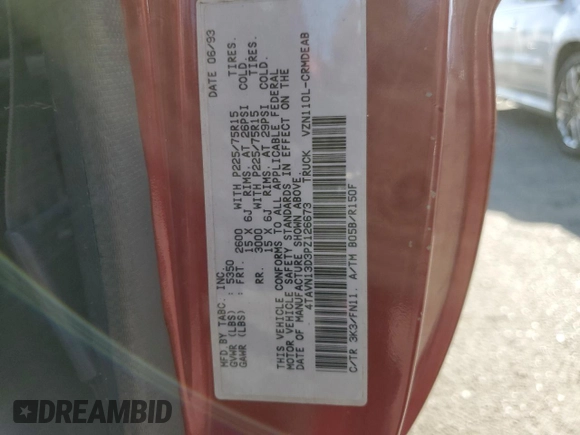 MFD BY TABC, INC. DATE 06/93
GVWR (LBS) : 5350
GAWR (LBS) : FRT. 2600 WITH P225/75R15 TIRES.
15 X 6J RIMS. AT 26PSI COLD.
RR. 3000 WITH P225/75R15 TIRES.
15 X 6J RIMS. AT 29PSI COLD.
THIS VEHICLE CONFORMS TO ALL APPLICABLE FEDERAL
MOTOR VEHICLE SAFETY STANDARDS IN EFFECT ON THE
DATE OF MANUFACTURE SHOWN ABOVE.
4TAVN13D3PZ126673 TRUCK VZN110L-CRMDEAB
C/TR 3K3/FN11. A/TM B05B/R150F
DREAMBID